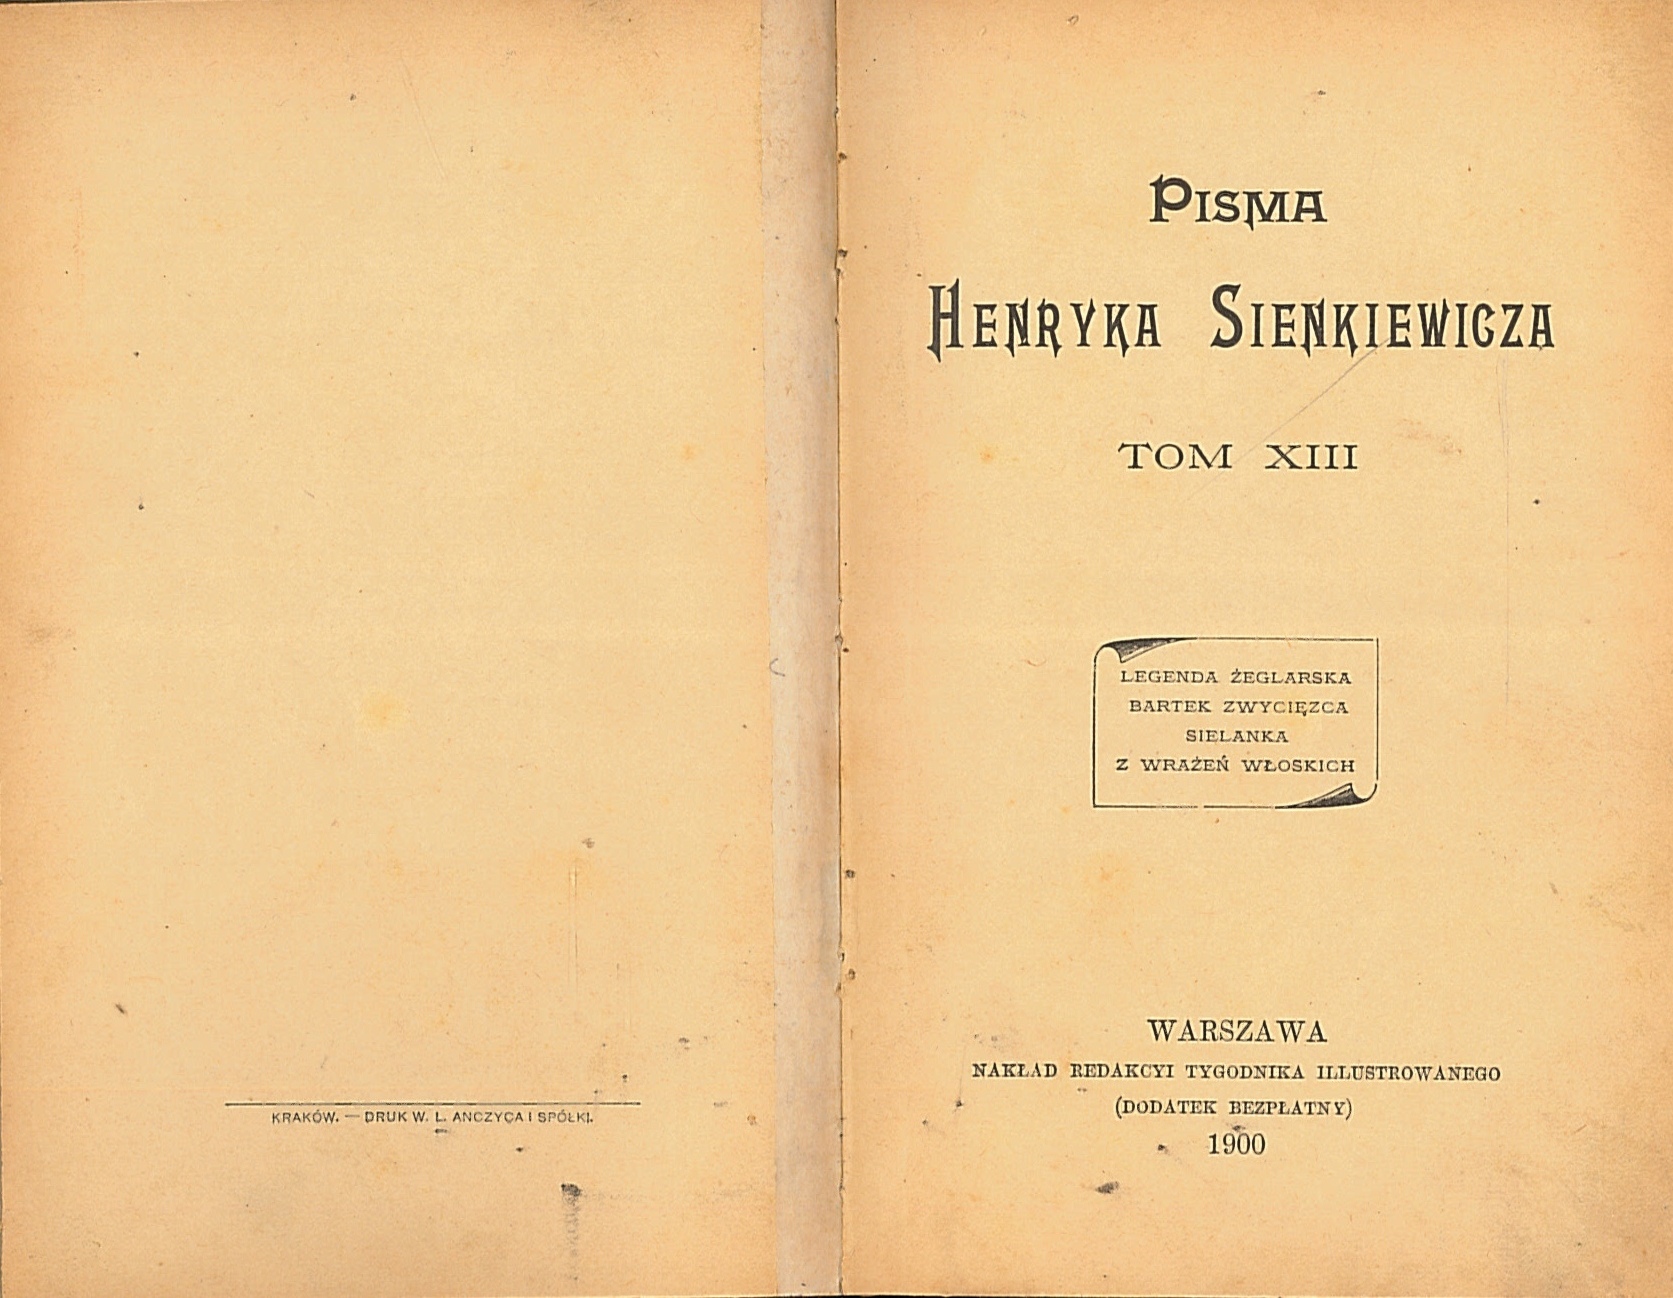 KRAKÓW. — DRUK W. L. ANCZYCA I SPÓŁKI.
PISMA
HENRYKA SIENKIEWICZA
TOM XIII
LEGENDA ŻEGLARSKA
BARTEK ZWYCIĘZCA
SIELANKA
Z WRAŻEŃ WŁOSKICH
WARSZAWA
NAKŁAD REDAKCYI TYGODNIKA ILLUSTROWANEGO
(DODATEK BEZPŁATNY)
1900